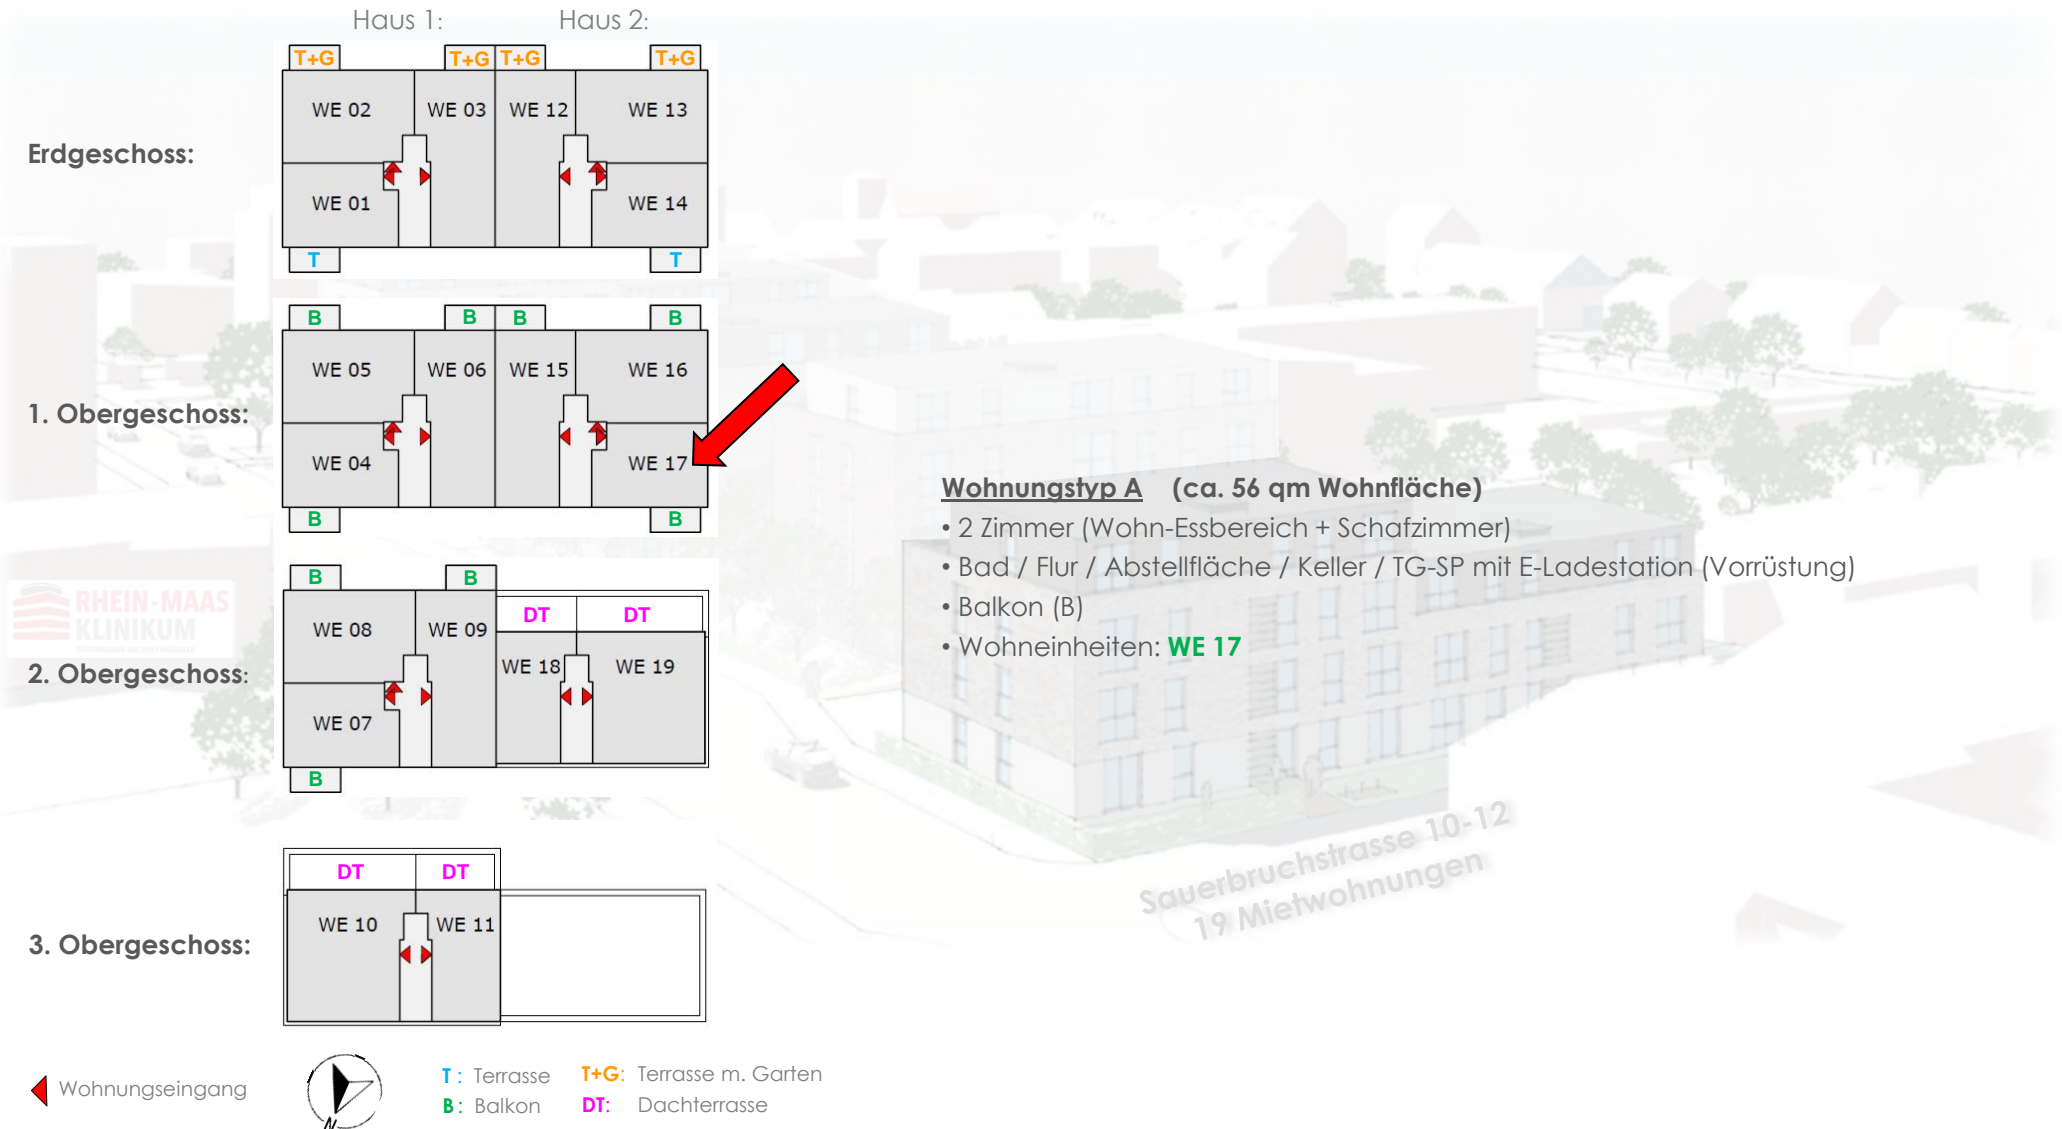 Haus 1: Haus 2:
T+G T+G T+G T+G
WE 02 WE 03 WE 12 WE 13
Erdgeschoss:
WE 01 WE 14
T T
B B B B
WE 05 WE 06 WE 15 WE 16
1. Obergeschoss:
WE 04 WE 17
B B
Wohnungstyp A (ca. 56 qm Wohnfläche)
• 2 Zimmer (Wohn-Essbereich + Schafzimmer)
• Bad / Flur / Abstellfläche / Keller / TG-SP mit E-Ladestation (Vorrüstung)
• Balkon (B)
• Wohneinheiten: WE 17
B B
DT DT
RHEIN-MAAS
KLINIKUM
WE 08 WE 09
WE 18 WE 19
2. Obergeschoss:
WE 07
B
Sauerbruchstrasse 10-12
19 Mietwohnungen
DT DT
WE 10 WE 11
3. Obergeschoss:
Wohnungseingang
N
T : Terrasse T+G: Terrasse m. Garten
B : Balkon DT: Dachterrasse